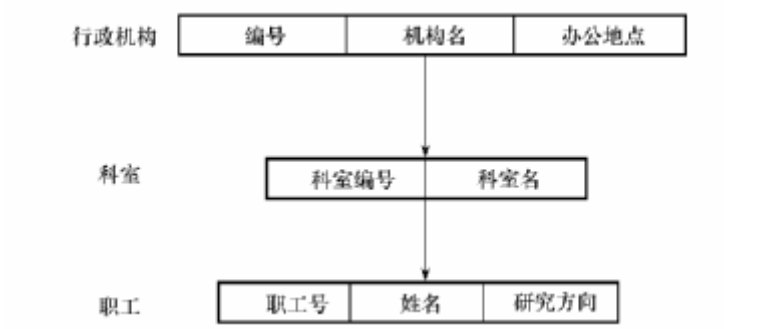 行政机构 编号 机构名 办公地点
科室 科室编号 科室名
职工 职工号 姓名 研究方向